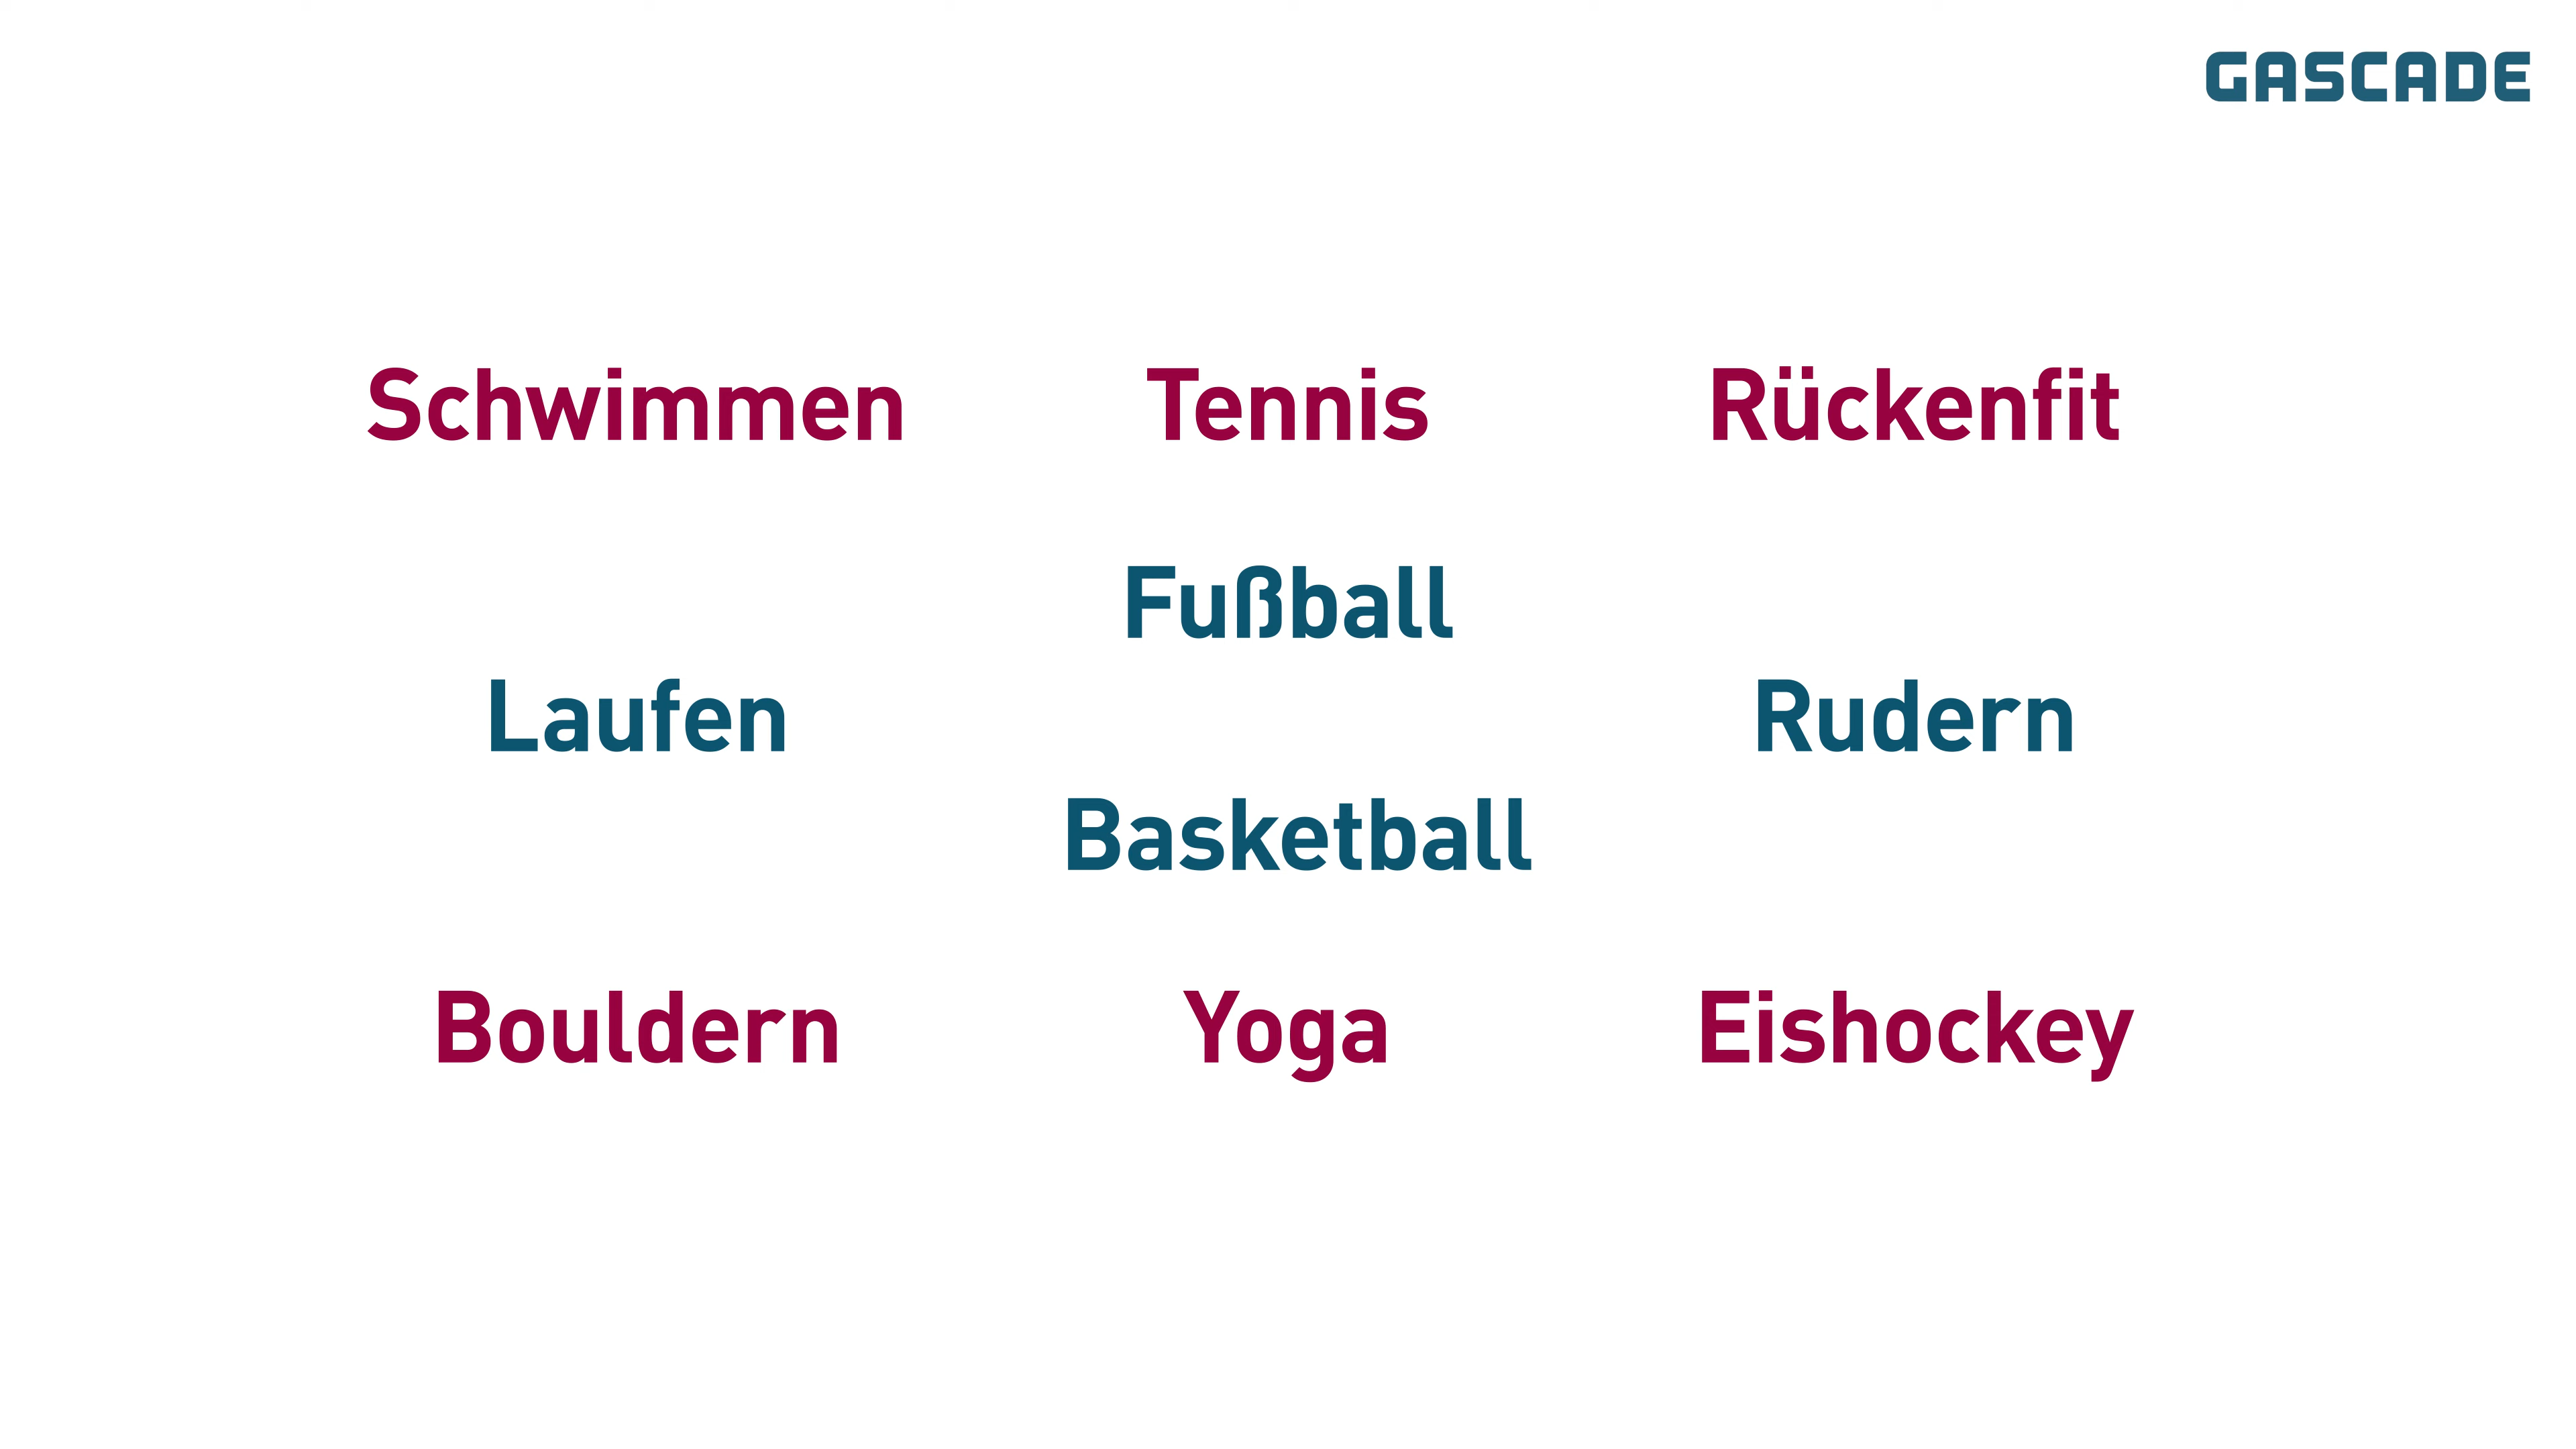 GASCADE
Schwimmen Tennis Rückenfit
Fußball
Laufen Rudern
Basketball
Bouldern Yoga Eishockey